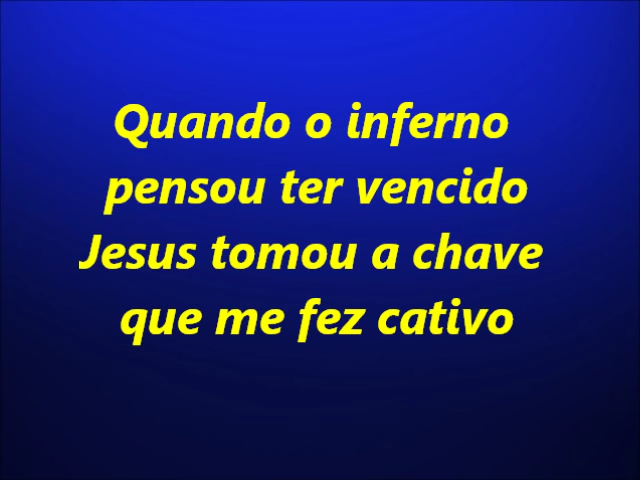 Quando o inferno
pensou ter vencido
Jesus tomou a chave
que me fez cativo